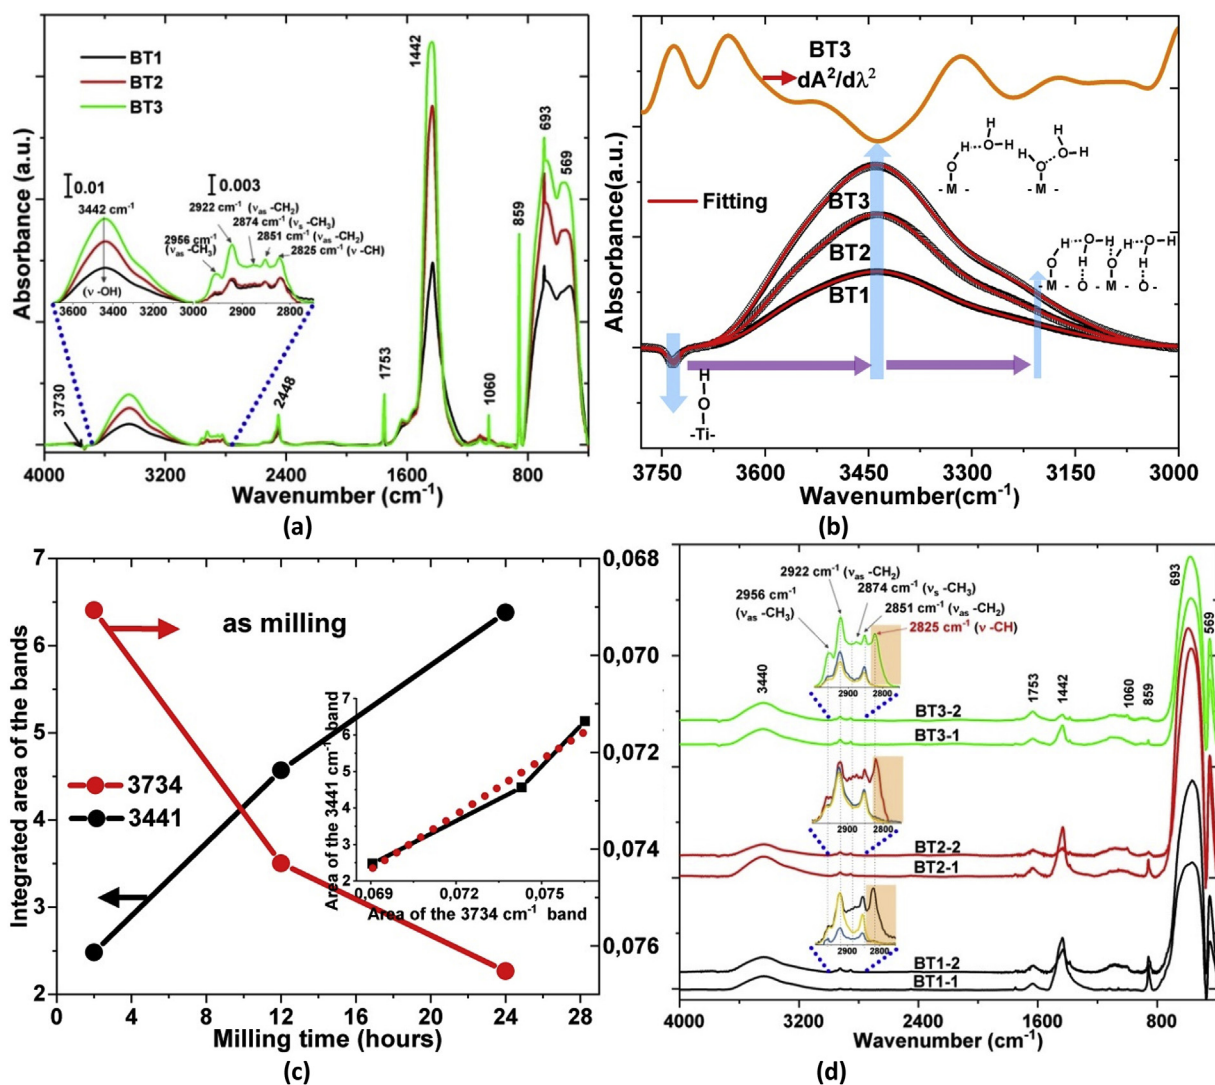 (a)
BT1
BT2
BT3
0.01
3442 cm-1
(ν -OH)
0.003
2922 cm-1 (νas -CH2)
2874 cm-1 (νs -CH3)
2851 cm-1 (νas -CH2)
2825 cm-1 (ν -CH)
2956 cm-1
(νas -CH3)
3600 3400 3200 3000 2900 2800
1442
693
569
859
1753
1060
2448
3730
Absorbance (a.u.)
4000 3200 2400 1600 800
Wavenumber (cm-1)
(a)
(b)
BT3
dA2/dλ2
Fitting
BT3
BT2
BT1
H
O
H
H
O
-M-
H
O
H
H
O
-M-
H
O
-Ti-
H
O
H
H
O
H
O
H
H
O
H
O
-M-O-M-O-
Absorbance(a.u.)
3750 3600 3450 3300 3150 3000
Wavenumber(cm-1)
(b)
as milling
3734
3441
7
6
5
4
3
2
Integrated area of the bands
0 4 8 12 16 20 24 28
Milling time (hours)
0,068
0,070
0,072
0,074
0,076
Area of the 3441 cm-1 band
7
6
5
4
3
2
0,069 0,072 0,075
Area of the 3734 cm-1 band
(c)
2922 cm-1 (νas -CH2)
2874 cm-1 (νs -CH3)
2851 cm-1 (νas -CH2)
2825 cm-1 (ν -CH)
2956 cm-1
(νas -CH3)
693
569
3440
1753
1442
1060
859
2900 2800
BT3-2
BT3-1
2900 2800
BT2-2
BT2-1
2900 2800
BT1-2
BT1-1
Absorbance (a.u.)
4000 3200 2400 1600 800
Wavenumber (cm-1)
(d)